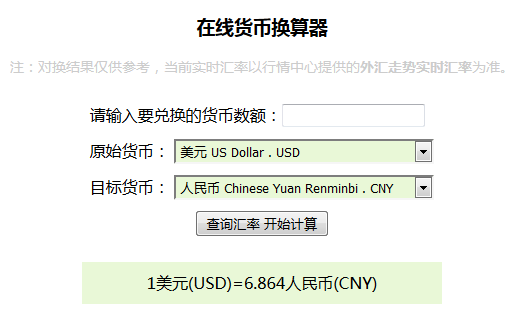 在线货币换算器
注：对换结果仅供参考，当前实时汇率以行情中心提供的外汇走势实时汇率为准。
请输入要兑换的货币数额：
原始货币： 美元 US Dollar . USD
目标货币： 人民币 Chinese Yuan Renminbi . CNY
查询汇率 开始计算
1美元(USD)=6.864人民币(CNY)